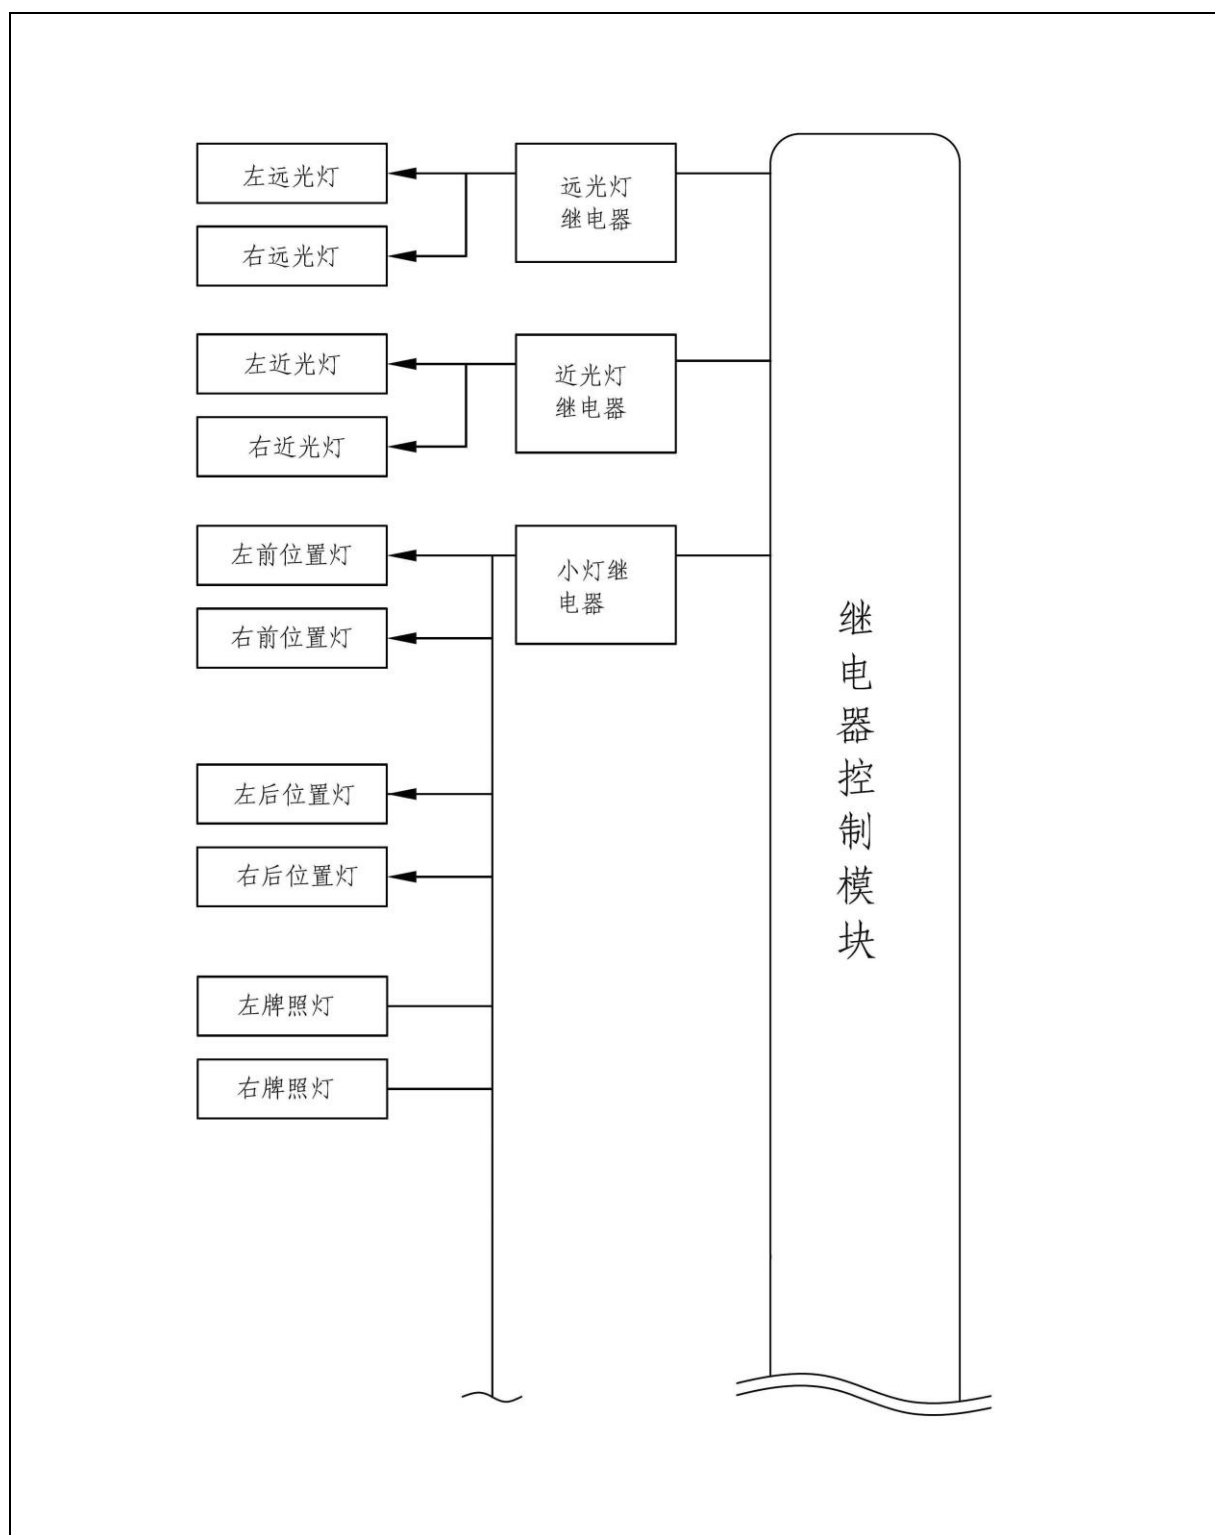 左远光灯
右远光灯
远光灯
继电器
左近光灯
右近光灯
近光灯
继电器
左前位置灯
右前位置灯
小灯继
电器
左后位置灯
右后位置灯
左牌照灯
右牌照灯
继电器控制模块